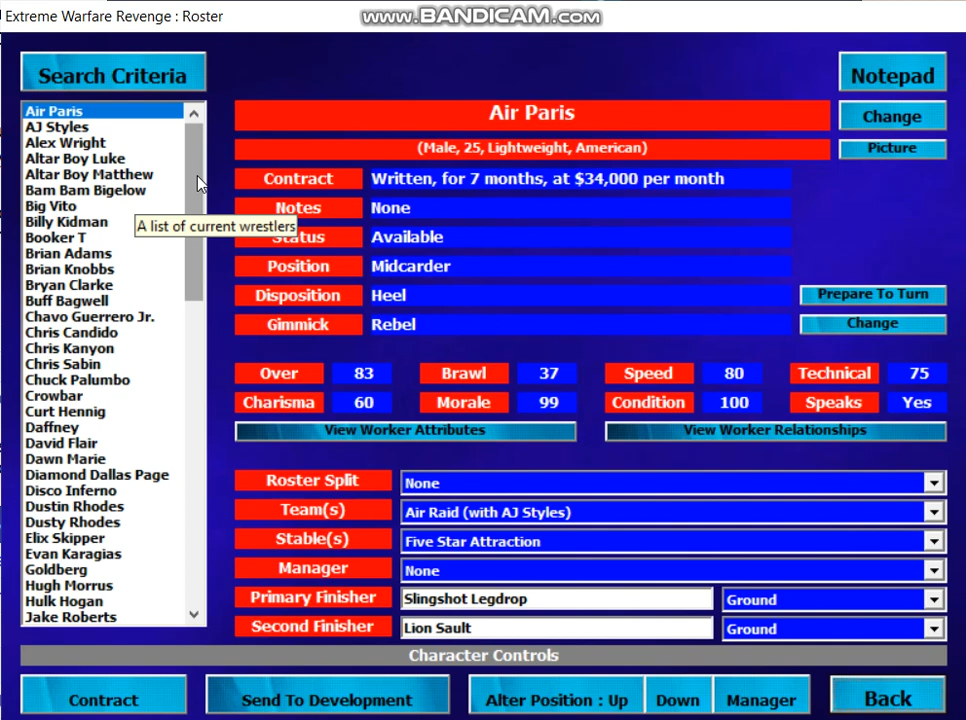 Extreme Warfare Revenge : Roster
www.BANDICAM.com
Search Criteria
Notepad
Air Paris
AJ Styles
Alex Wright
Altar Boy Luke
Altar Boy Matthew
Bam Bam Bigelow
Big Vito
Billy Kidman
Booker T
Brian Adams
Brian Knobbs
Bryan Clarke
Buff Bagwell
Chavo Guerrero Jr.
Chris Candido
Chris Kanyon
Chris Sabin
Chuck Palumbo
Crowbar
Curt Hennig
Daffney
David Flair
Dawn Marie
Diamond Dallas Page
Disco Inferno
Dustin Rhodes
Dusty Rhodes
Elix Skipper
Evan Karagias
Goldberg
Hugh Morrus
Hulk Hogan
Jake Roberts
A list of current wrestlers
Air Paris
Change
(Male, 25, Lightweight, American)
Picture
Contract Written, for 7 months, at $34,000 per month
Notes None
Status Available
Position Midcarder
Disposition Heel Prepare To Turn
Gimmick Rebel Change
Over 83 Brawl 37 Speed 80 Technical 75
Charisma 60 Morale 99 Condition 100 Speaks Yes
View Worker Attributes View Worker Relationships
Roster Split None
Team(s) Air Raid (with AJ Styles)
Stable(s) Five Star Attraction
Manager None
Primary Finisher Slingshot Legdrop Ground
Second Finisher Lion Sault Ground
Character Controls
Contract Send To Development Alter Position : Up Down Manager Back